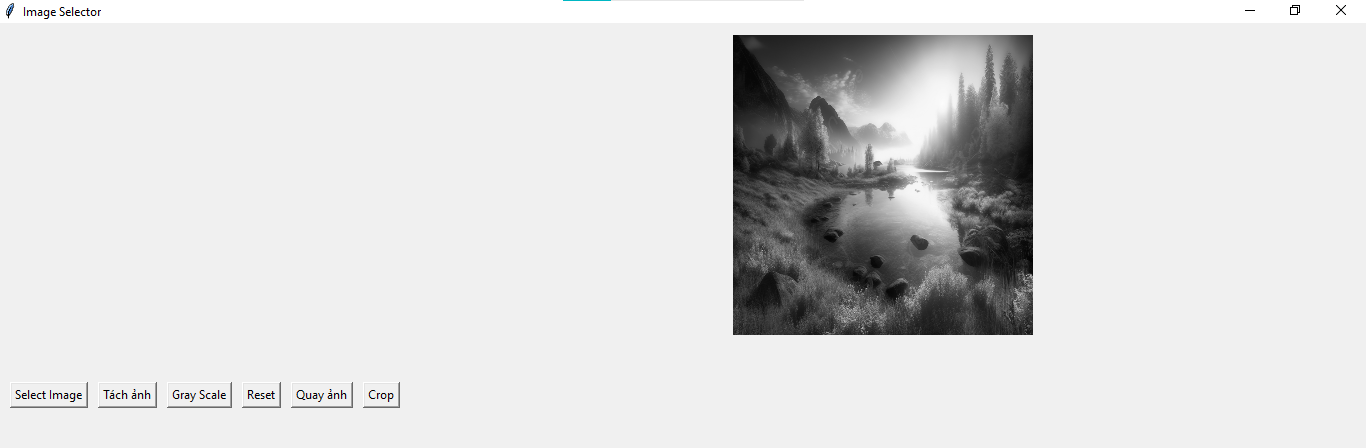 Image Selector
Select Image Tách ảnh Gray Scale Reset Quay ảnh Crop